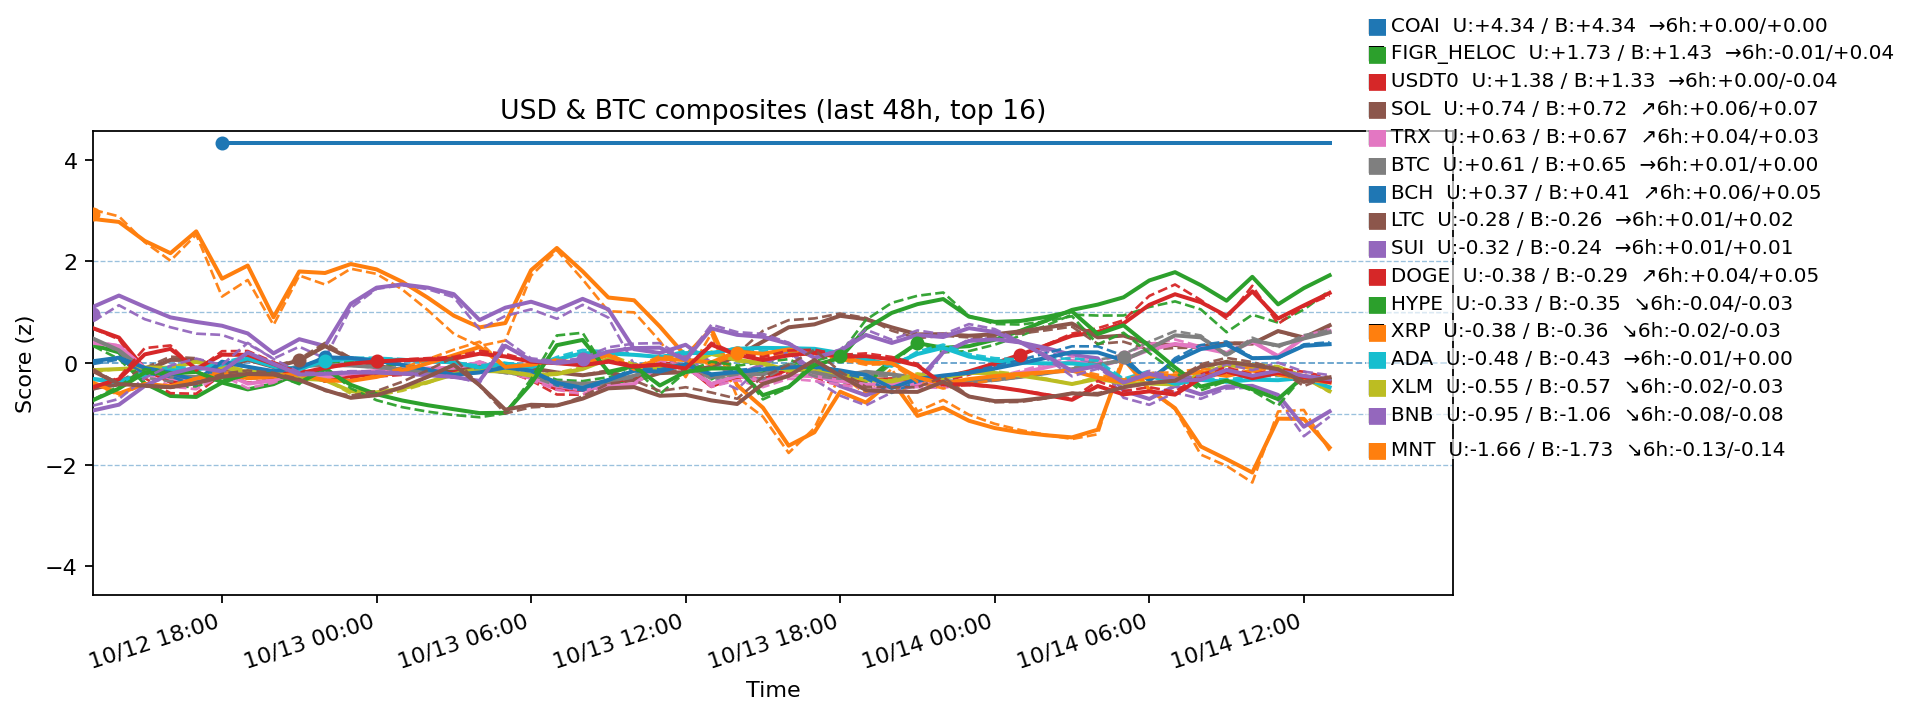 COAI U:+4.34 / B:+4.34 →6h:+0.00/+0.00
FIGR_HELOC U:+1.73 / B:+1.43 →6h:-0.01/+0.04
USDT0 U:+1.38 / B:+1.33 →6h:+0.00/-0.04
SOL U:+0.74 / B:+0.72 ↗6h:+0.06/+0.07
TRX U:+0.63 / B:+0.67 ↗6h:+0.04/+0.03
BTC U:+0.61 / B:+0.65 →6h:+0.01/+0.00
BCH U:+0.37 / B:+0.41 ↗6h:+0.06/+0.05
LTC U:-0.28 / B:-0.26 →6h:+0.01/+0.02
SUI U:-0.32 / B:-0.24 →6h:+0.01/+0.01
DOGE U:-0.38 / B:-0.29 ↗6h:+0.04/+0.05
HYPE U:-0.33 / B:-0.35 ↘6h:-0.04/-0.03
XRP U:-0.38 / B:-0.36 ↘6h:-0.02/-0.03
ADA U:-0.48 / B:-0.43 →6h:-0.01/+0.00
XLM U:-0.55 / B:-0.57 ↘6h:-0.02/-0.03
BNB U:-0.95 / B:-1.06 ↘6h:-0.08/-0.08
MNT U:-1.66 / B:-1.73 ↘6h:-0.13/-0.14
USD & BTC composites (last 48h, top 16)
Score (z)
4
2
0
−2
−4
10/12 18:00
10/13 00:00
10/13 06:00
10/13 12:00
10/13 18:00
10/14 00:00
10/14 06:00
10/14 12:00
Time